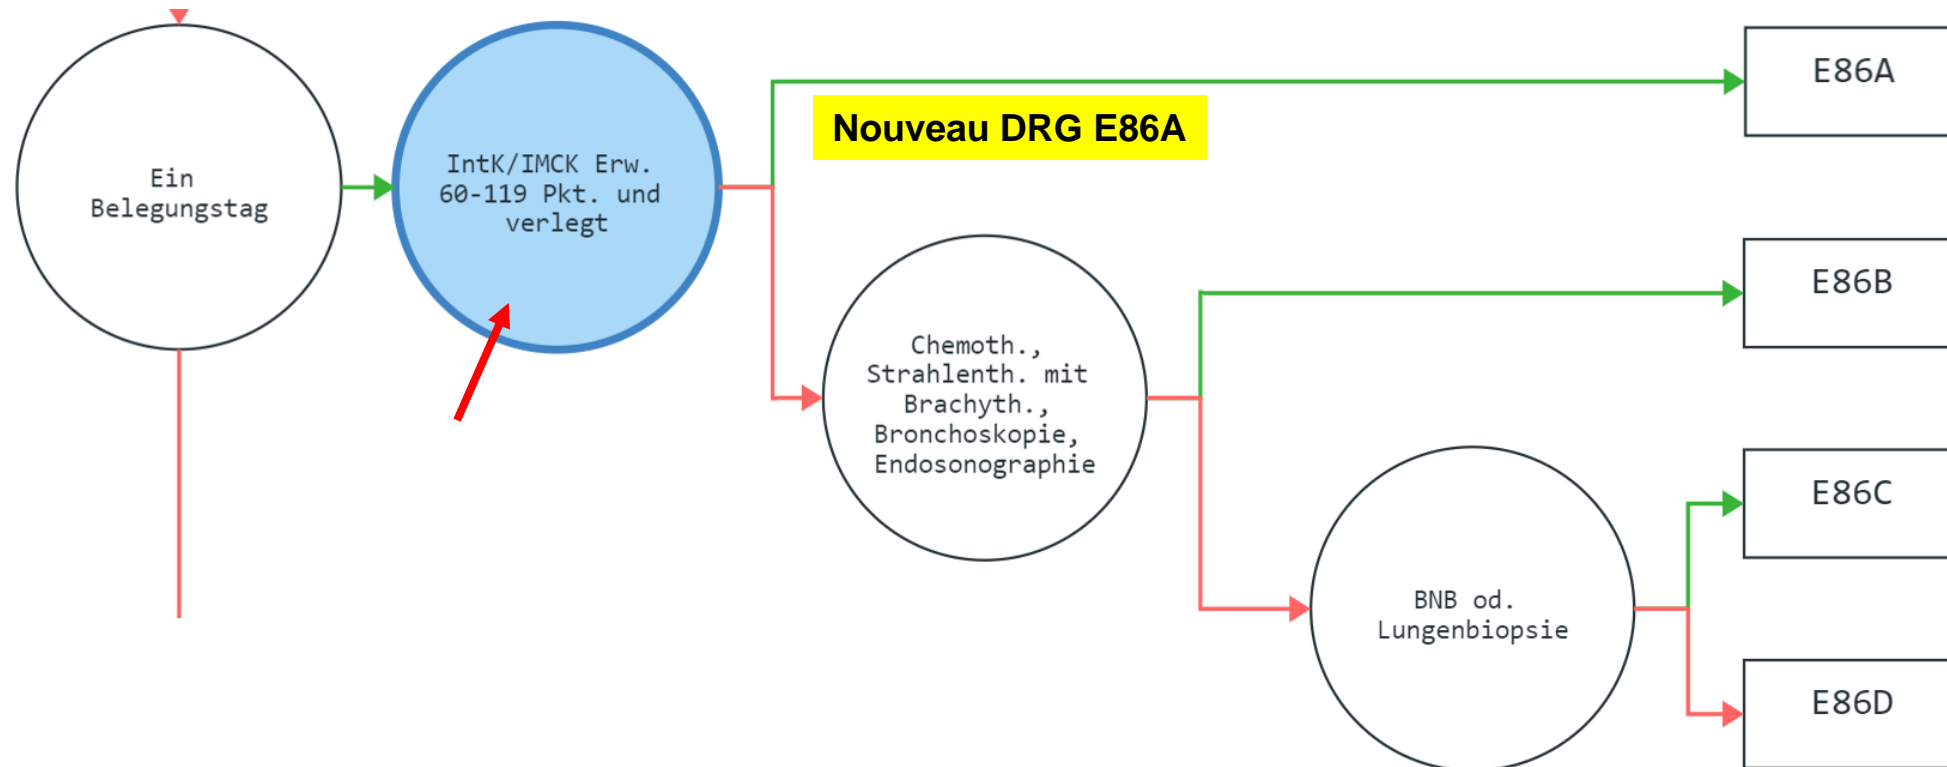 Ein
Belegungstag
IntK/IMCK Erw.
60-119 Pkt. und
verlegt
Nouveau DRG E86A
E86A
Chemoth.,
Strahlenth. mit
Brachyth.,
Bronchoskopie,
Endosonographie
E86B
BNB od.
Lungenbiopsie
E86C
E86D